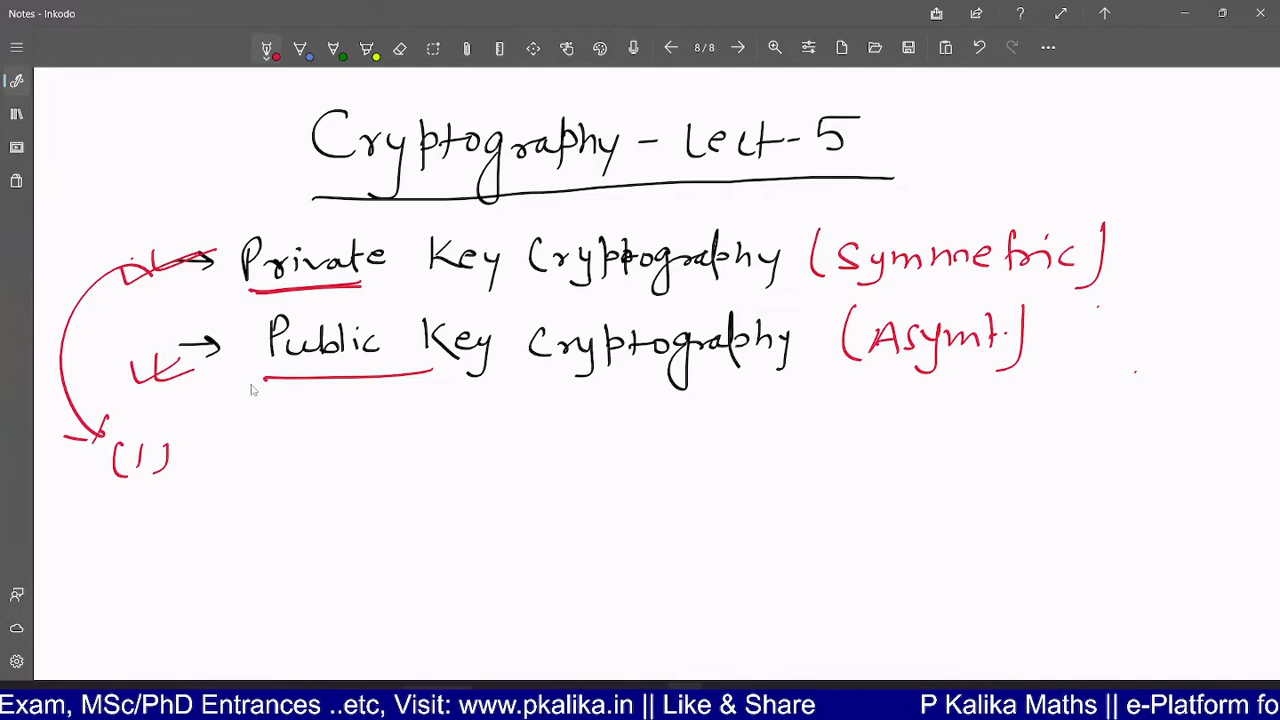 Notes - Inkodo
8/8
Cryptography - Lect-5
→ Private Key Cryptography (Symmetric)
→ Public Key Cryptography (Asymt.)
(1)
Exam, MSc/PhD Entrances ..etc, Visit: www.pkalika.in || Like & Share P Kalika Maths || e-Platform fo